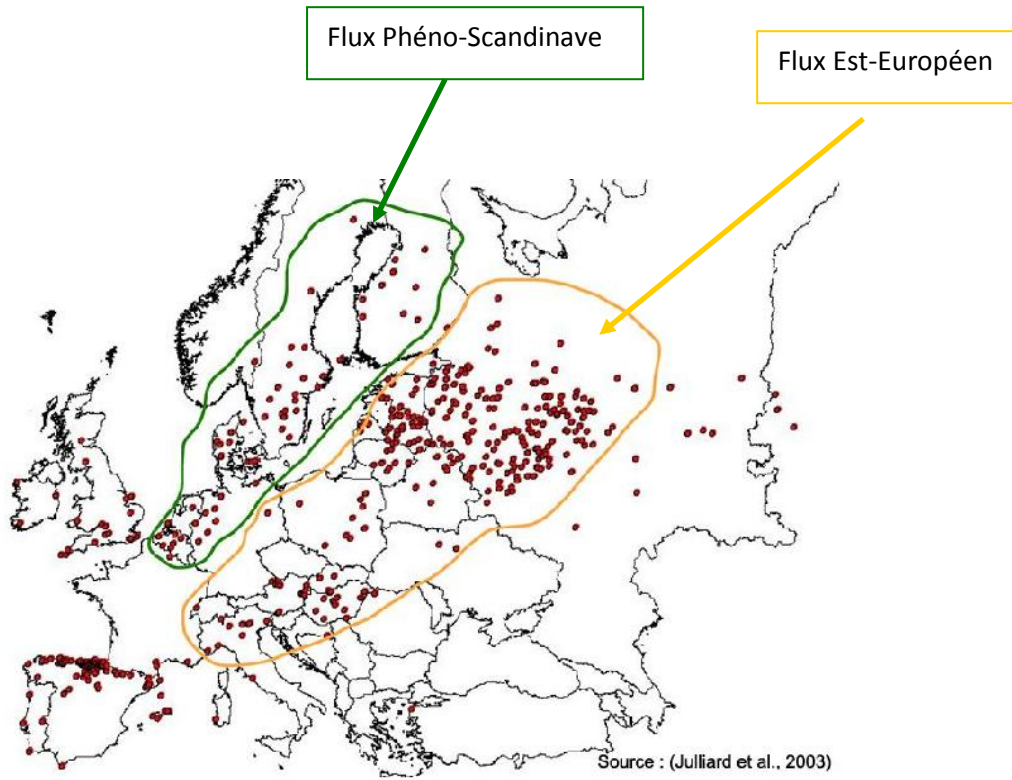 Flux Phéno-Scandinave
Flux Est-Européen
Source : (Julliard et al., 2003)